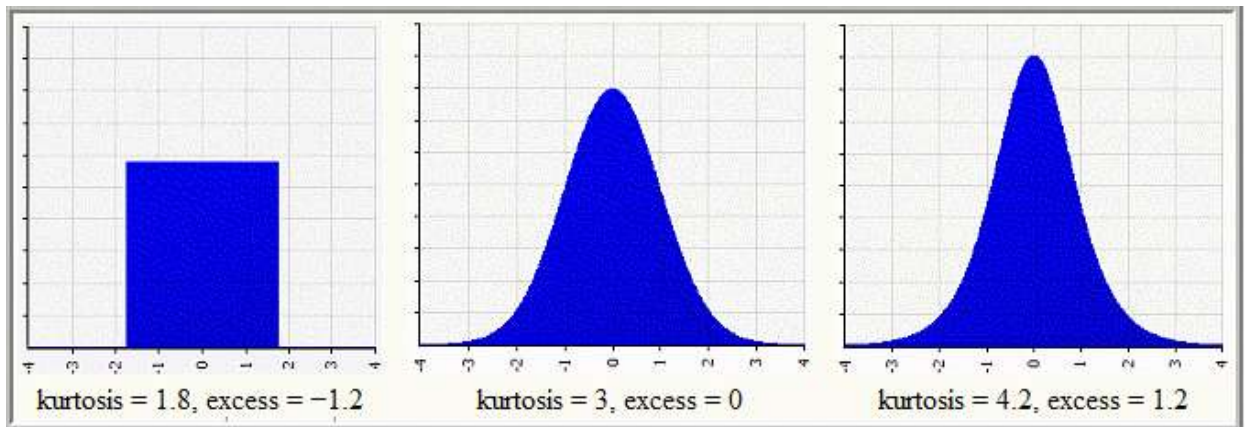 -4 -3 -2 -1 0 1 2 3 4
-4 -3 -2 -1 0 1 2 3 4
-4 -3 -2 -1 0 1 2 3 4
kurtosis = 1.8, excess = −1.2
kurtosis = 3, excess = 0
kurtosis = 4.2, excess = 1.2